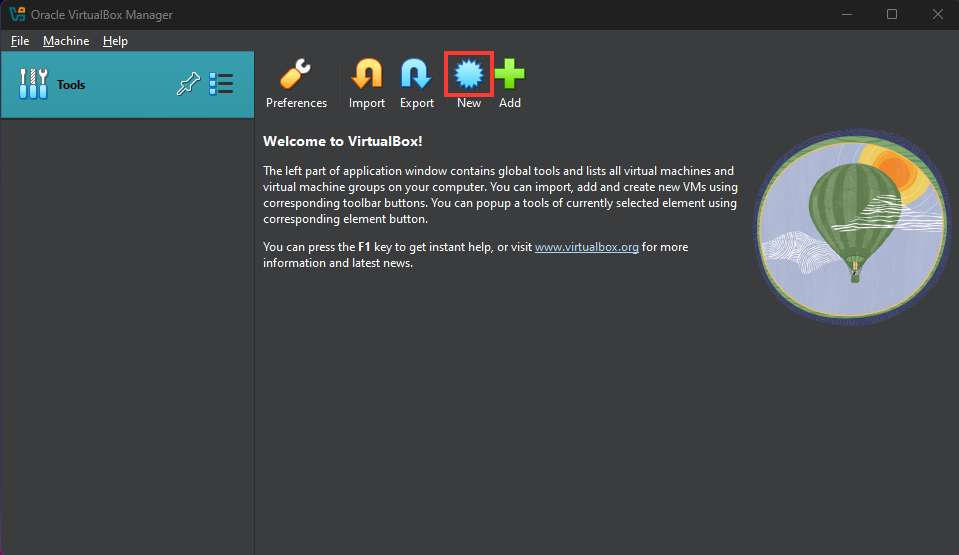 Oracle VirtualBox Manager
File Machine Help
Tools
Preferences Import Export New Add
Welcome to VirtualBox!
The left part of application window contains global tools and lists all virtual machines and
virtual machine groups on your computer. You can import, add and create new VMs using
corresponding toolbar buttons. You can popup a tools of currently selected element using
corresponding element button.
You can press the F1 key to get instant help, or visit www.virtualbox.org for more
information and latest news.